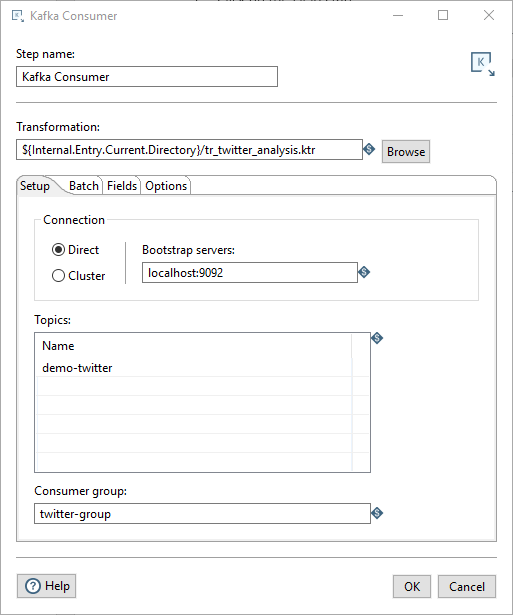 Kafka Consumer
Step name:
Kafka Consumer
Transformation:
${Internal.Entry.Current.Directory}/tr_twitter_analysis.ktr
Browse
Setup Batch Fields Options
Connection
Direct
Bootstrap servers:
Cluster
localhost:9092
Topics:
Name
demo-twitter
Consumer group:
twitter-group
Help
OK
Cancel